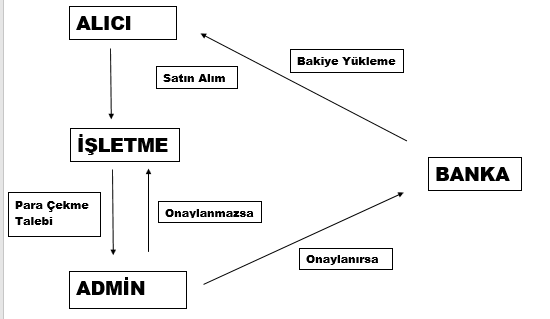 ALICI
Bakiye Yükleme
Satın Alım
İŞLETME
BANKA
Para Çekme
Talebi
Onaylanmazsa
Onaylanırsa
ADMİN